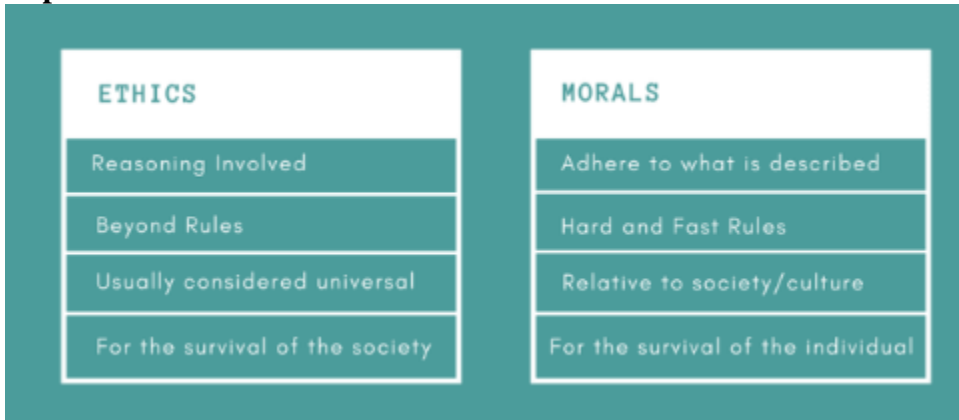 ETHICS
Reasoning Involved
Beyond Rules
Usually considered universal
For the survival of the society
MORALS
Adhere to what is described
Hard and Fast Rules
Relative to society/culture
For the survival of the individual